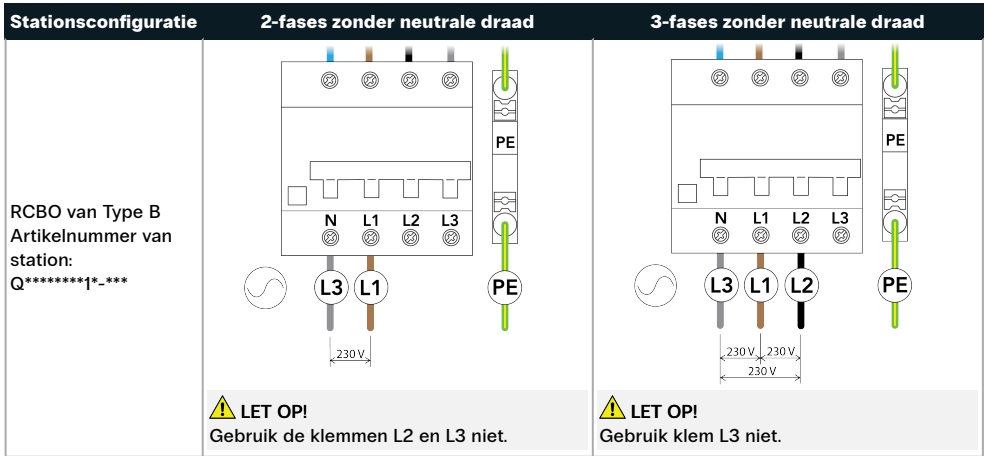 Stationsconfiguratie
2-fases zonder neutrale draad
3-fases zonder neutrale draad
RCBO van Type B
Artikelnummer van
station:
Q********1*-***
PE
N L1 L2 L3
L3 L1 PE
230 V
LET OP!
Gebruik de klemmen L2 en L3 niet.
PE
N L1 L2 L3
L3 L1 L2 PE
230 V 230 V
230 V
LET OP!
Gebruik klem L3 niet.